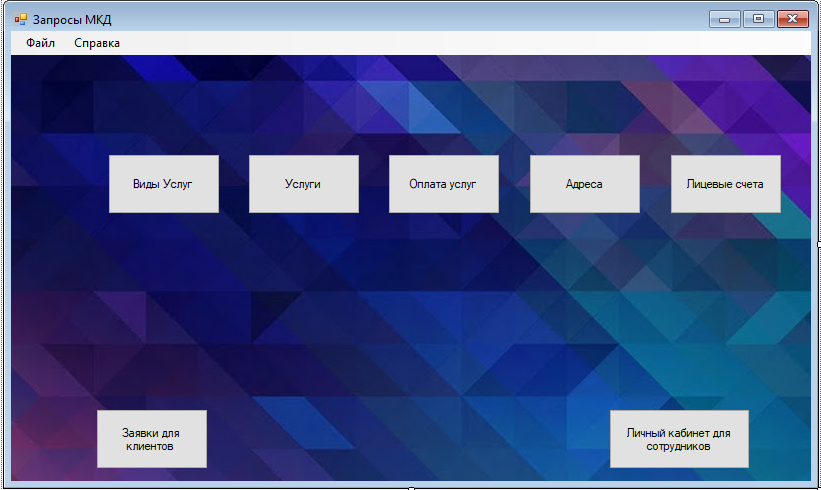 Запросы МКД
Файл Справка
Виды Услуг
Услуги
Оплата услуг
Адреса
Лицевые счета
Заявки для
клиентов
Личный кабинет для
сотрудников